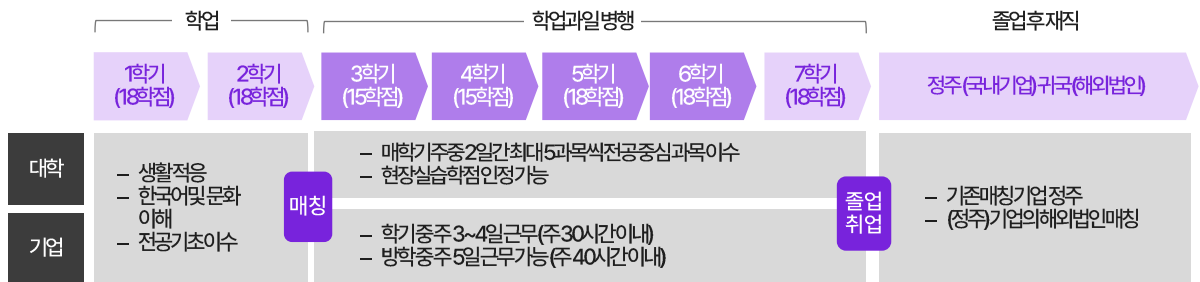 학업
학업과 일 병행
졸업 후 재직
1학기
(18학점)
2학기
(18학점)
3학기
(15학점)
4학기
(15학점)
5학기
(18학점)
6학기
(18학점)
7학기
(18학점)
정주(국내기업) 귀국(해외법인)
대학
기업
– 생활적응
– 한국어 및 문화
이해
– 전공기초이수
매칭
– 매학기 주중 2일간 최대 5과목씩 전공 중심 과목 이수
– 현장실습학점 인정 가능
– 학기 중 주 3~4일 근무(주 30시간 이내)
– 방학 중 주 5일 근무 가능(주 40시간 이내)
졸업
취업
– 기존 매칭 기업 정주
– (정주)기업의 해외법인 매칭